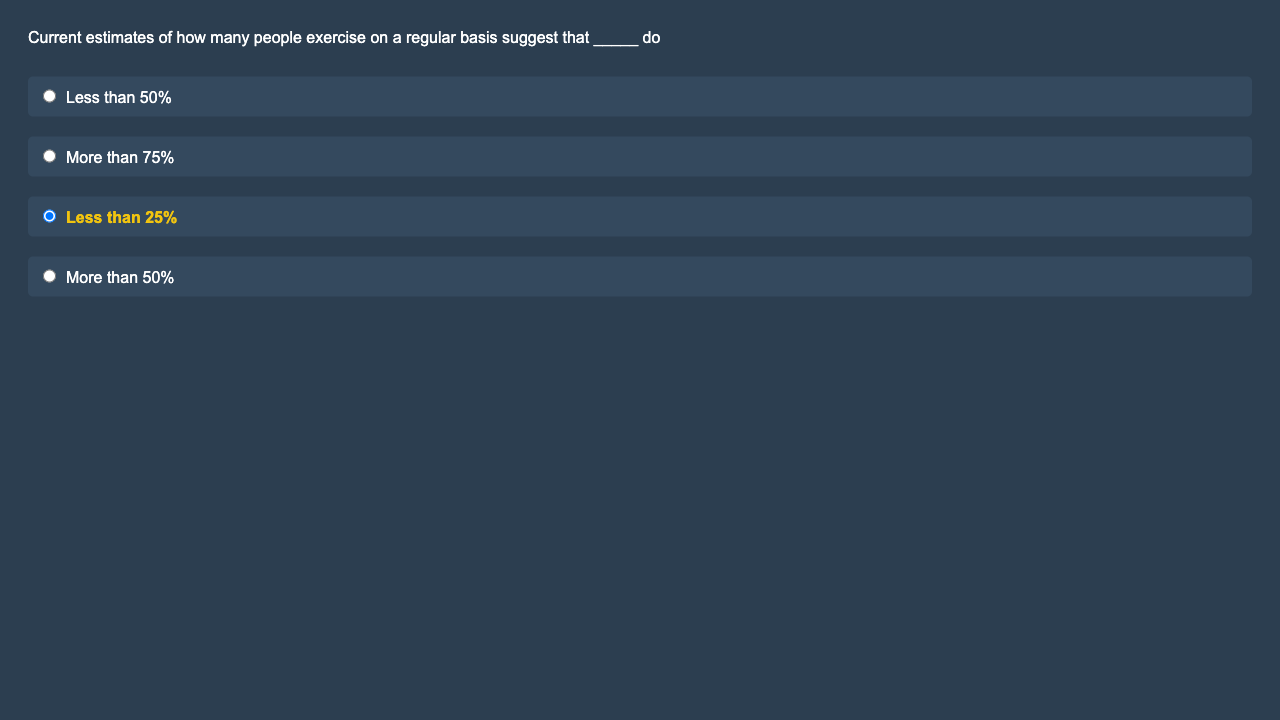 Current estimates of how many people exercise on a regular basis suggest that _____ do
Less than 50%
More than 75%
Less than 25%
More than 50%